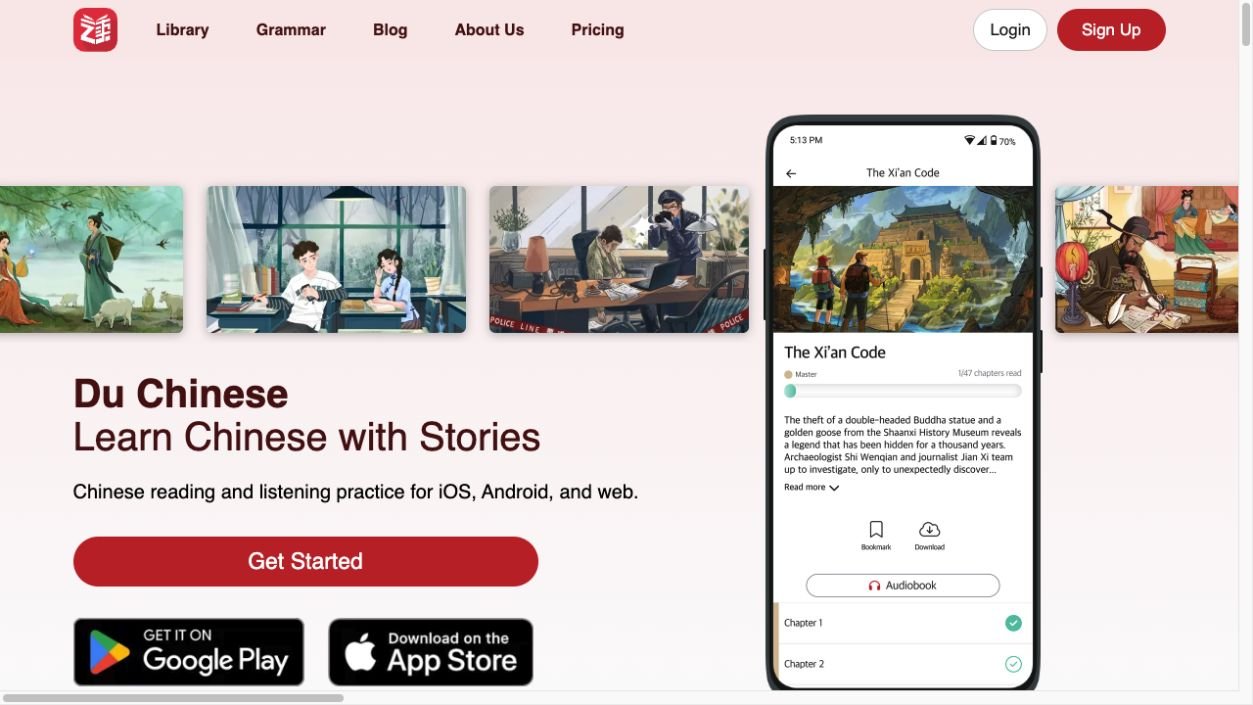 Library
Grammar
Blog
About Us
Pricing
Login
Sign Up
5:13 PM
70%
The Xi'an Code
POLICE LINE
POLICE
The Xi'an Code
Master
1/47 chapters read
The theft of a double-headed Buddha statue and a
golden goose from the Shaanxi History Museum reveals
a legend that has been hidden for a thousand years.
Archaeologist Shi Wenqian and journalist Jian Xi team
up to investigate, only to unexpectedly discover...
Read more
Bookmark
Download
Audiobook
Chapter 1
Chapter 2
Du Chinese
Learn Chinese with Stories
Chinese reading and listening practice for iOS, Android, and web.
Get Started
GET IT ON
Google Play
Download on the
App Store